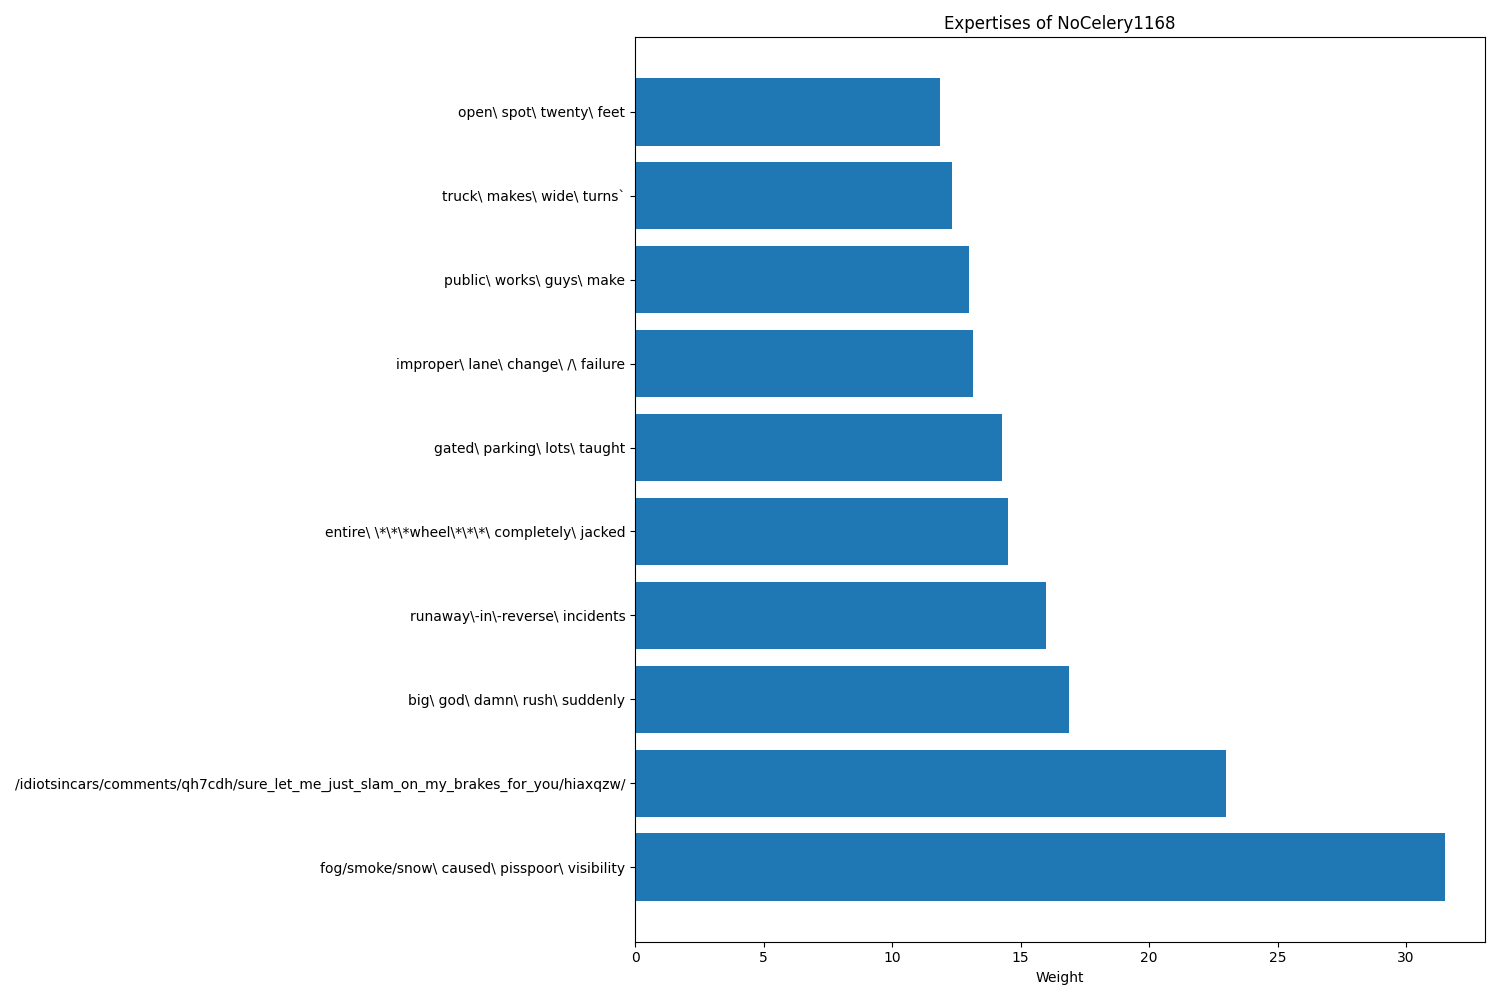 Expertises of NoCelery1168
open\ spot\ twenty\ feet
truck\ makes\ wide\ turns`
public\ works\ guys\ make
improper\ lane\ change\ /\ failure
gated\ parking\ lots\ taught
entire\ \*\*\*wheel\*\*\*\ completely\ jacked
runaway\-in\-reverse\ incidents
big\ god\ damn\ rush\ suddenly
/idiotsincars/comments/qh7cdh/sure_let_me_just_slam_on_my_brakes_for_you/hiaxqzw/
fog/smoke/snow\ caused\ pisspoor\ visibility
0 5 10 15 20 25 30
Weight